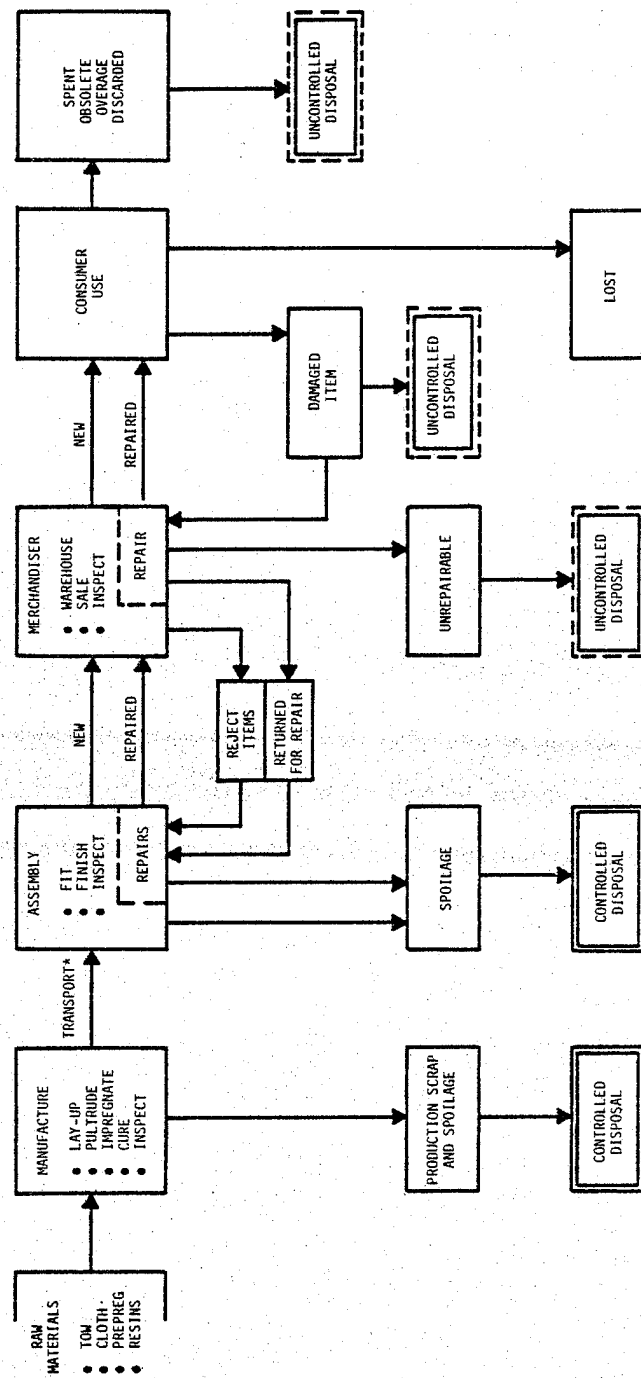 RAW
MATERIALS
• TOW
• CLOTH
• PREPREG
• RESINS
MANUFACTURE
• LAY-UP
• PULTRUDE
• IMPREGNATE
• CURE
• INSPECT
TRANSPORT*
ASSEMBLY
• FIT
• FINISH
• INSPECT
REPAIRS
NEW
REPAIRED
MERCHANDISER
• WAREHOUSE
• SALE
• INSPECT
REPAIR
NEW
REPAIRED
CONSUMER
USE
SPENT
OBSOLETE
OVERAGE
DISCARDED
UNCONTROLLED
DISPOSAL
REJECT
ITEMS
RETURNED
FOR REPAIR
DAMAGED
ITEM
PRODUCTION SCRAP
AND SPOILAGE
SPOILAGE
UNREPAIRABLE
UNCONTROLLED
DISPOSAL
CONTROLLED
DISPOSAL
CONTROLLED
DISPOSAL
UNCONTROLLED
DISPOSAL
LOST